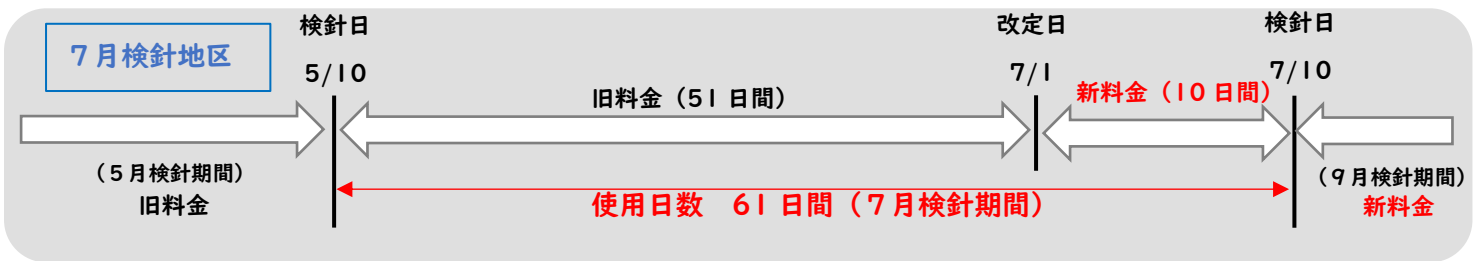 7月検針地区
検針日
5/10
改定日
7/1
検針日
7/10
旧料金（51日間）
新料金（10日間）
（5月検針期間）
旧料金
使用日数　61日間（7月検針期間）
（9月検針期間）
新料金